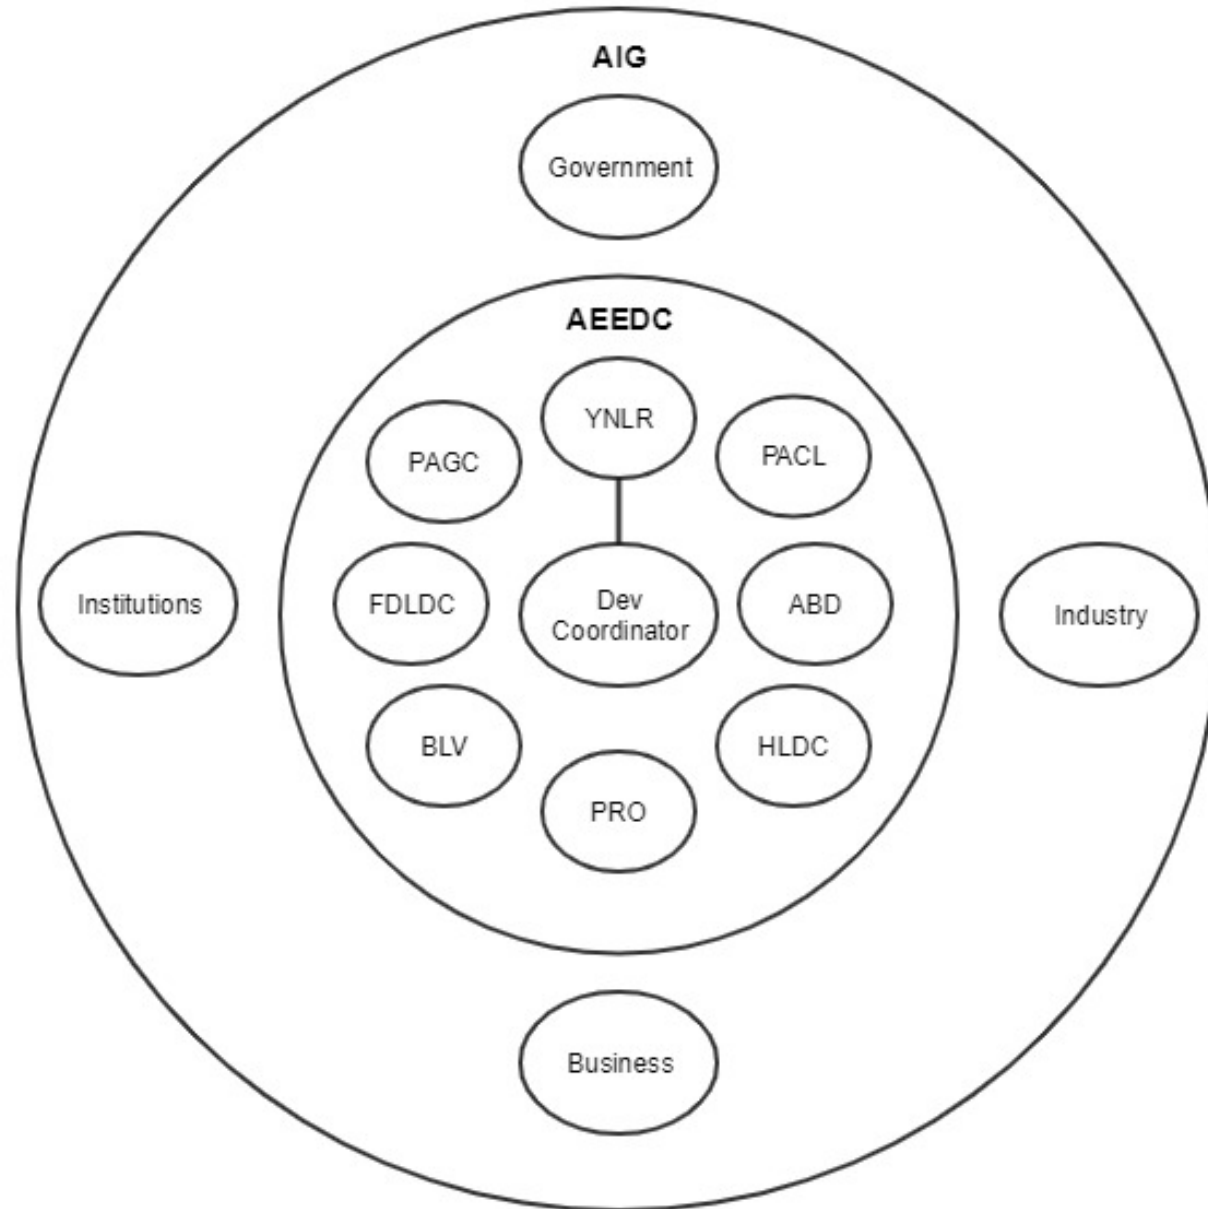 AIG
Government
AEEDC
YNLR
PAGC
PACL
Institutions
FDLDC
Dev
Coordinator
ABD
Industry
BLV
HLDC
PRO
Business